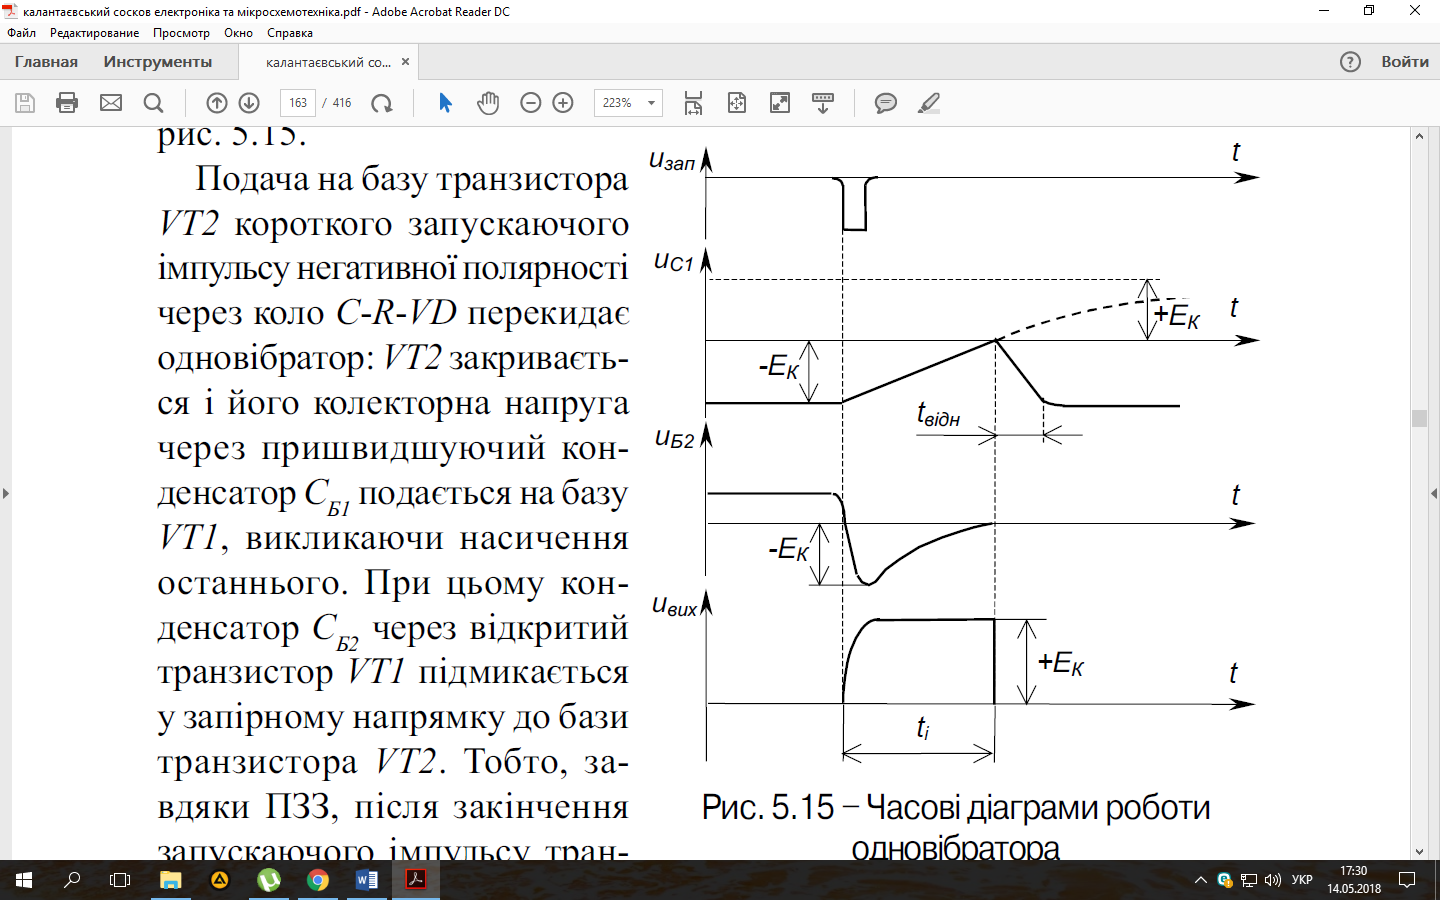 калантаєвський сосков електроніка та мікросхемотехніка.pdf - Adobe Acrobat Reader DC
Файл Редактирование Просмотр Окно Справка
Главная Инструменты калантаєвський со... × ? Войти
163 / 416 223%
рис. 5.15.
Подача на базу транзистора
VT2 короткого запускаючого
імпульсу негативної полярності
через коло C-R-VD перекидає
одновібратор: VT2 закриваєть-
ся і його колекторна напруга
через пришвидшуючий кон-
денсатор CБ1 подається на базу
VT1, викликаючи насичення
останнього. При цьому кон-
денсатор CБ2 через відкритий
транзистор VT1 підмикається
у запірному напрямку до бази
транзистора VT2. Тобто, за-
вдяки ПЗЗ, після закінчення
запускаючого імпульсу тран-
uзап
t
uC1
+EК
t
-EК
tвідн
uБ2
t
-EК
uвих
+EК
t
ti
Рис. 5.15 – Часові діаграми роботи
одновібратора
УКР
17:30
14.05.2018